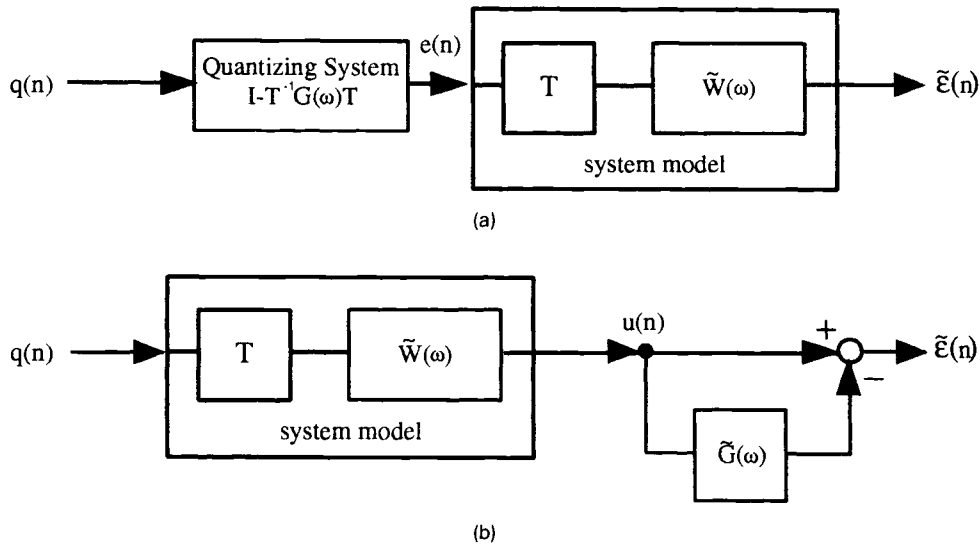 q(n)
Quantizing System
I-T⁻¹G(ω)T
e(n)
T
W̃(ω)
system model
ε̃(n)
(a)
q(n)
T
W̃(ω)
system model
u(n)
+
−
ε̃(n)
G̃(ω)
(b)